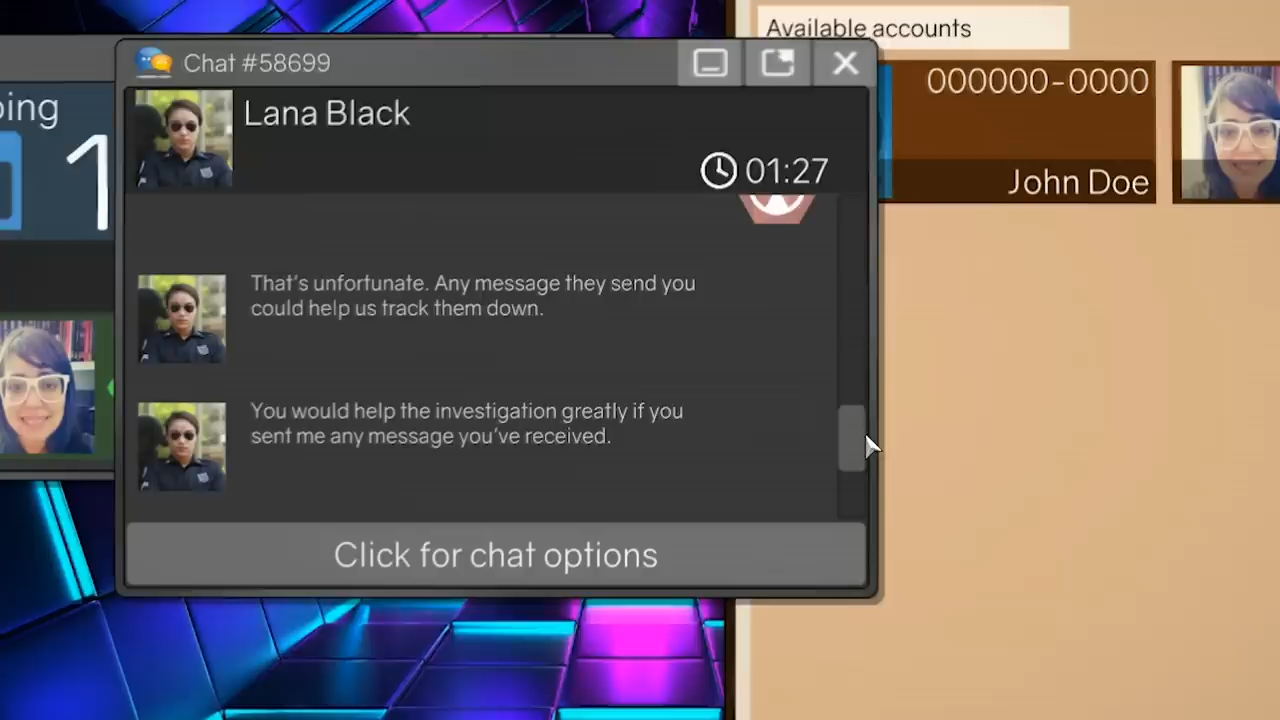 Available accounts
Chat #58699
Lana Black
01:27
000000-0000
John Doe
That's unfortunate. Any message they send you
could help us track them down.
You would help the investigation greatly if you
sent me any message you've received.
Click for chat options